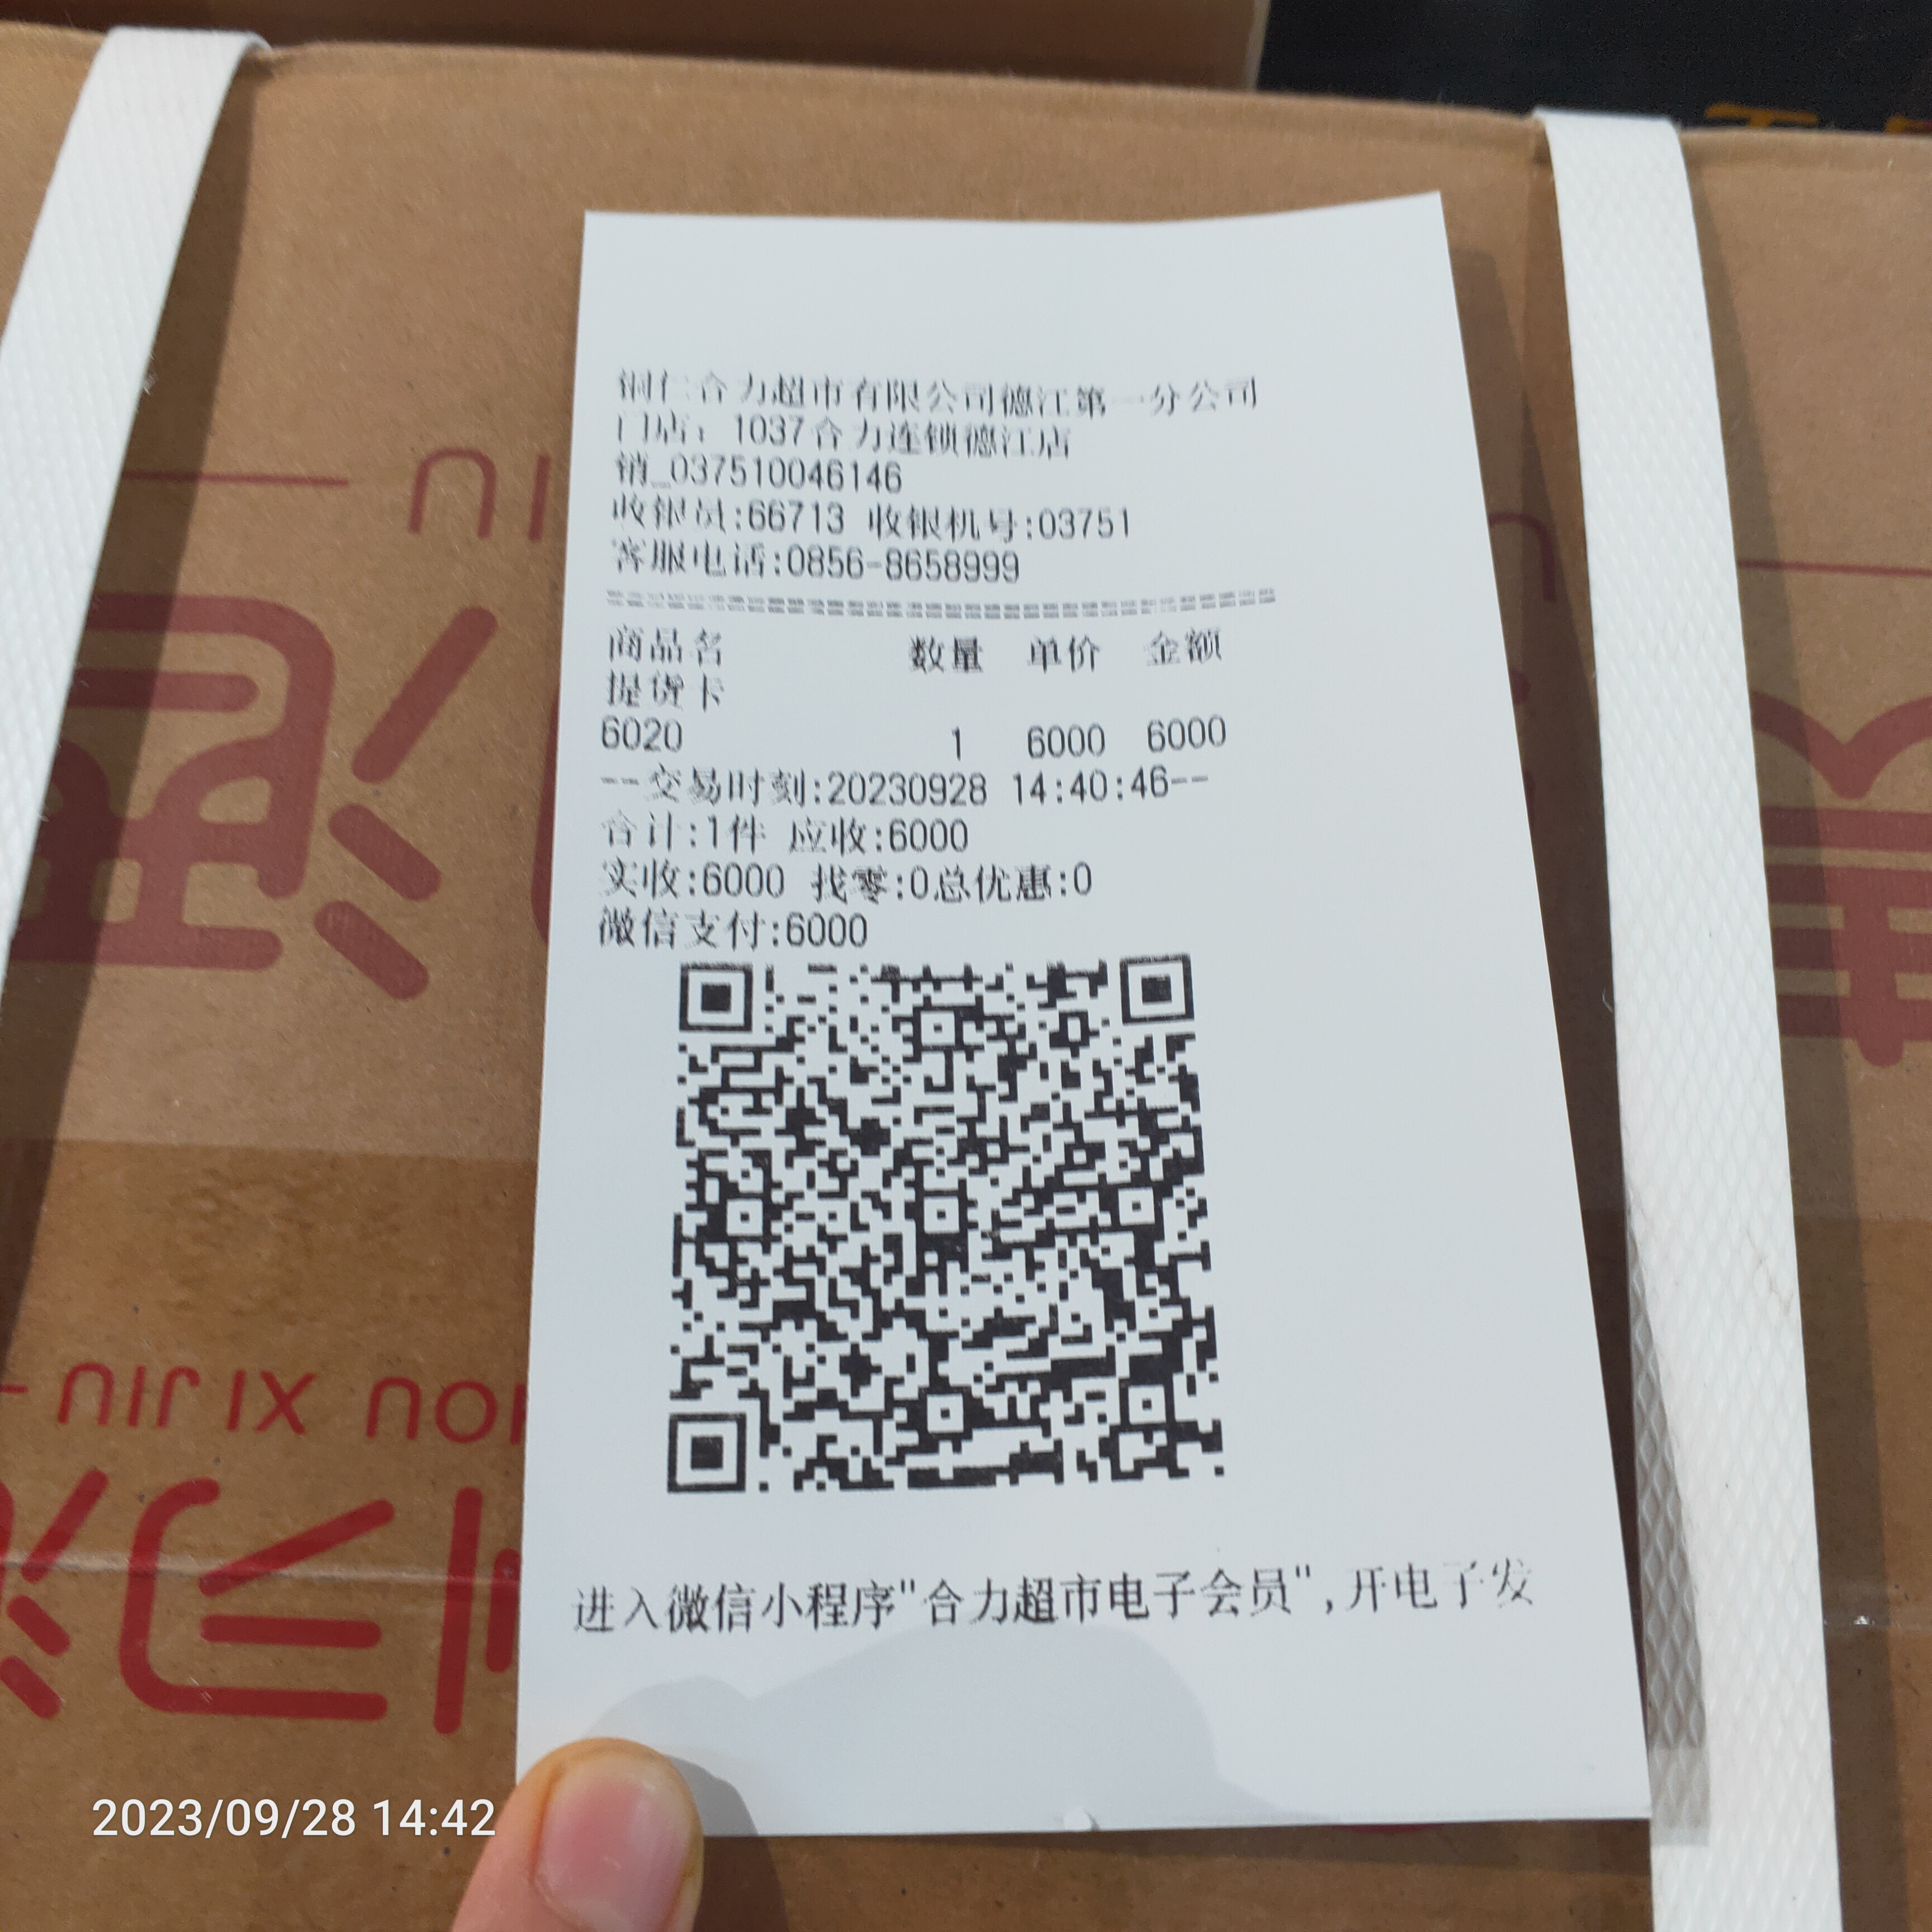 铜仁合力超市有限公司德江第一分公司
门店：1037合力连锁德江店
销_037510046146
收银员:66713 收银机号:03751
客服电话:0856-8658999
商品名 数量 单价 金额
提货卡
6020 1 6000 6000
--交易时刻:20230928 14:40:46--
合计:1件 应收:6000
实收:6000 找零:0总优惠:0
微信支付:6000
进入微信小程序"合力超市电子会员",开电子发
2023/09/28 14:42